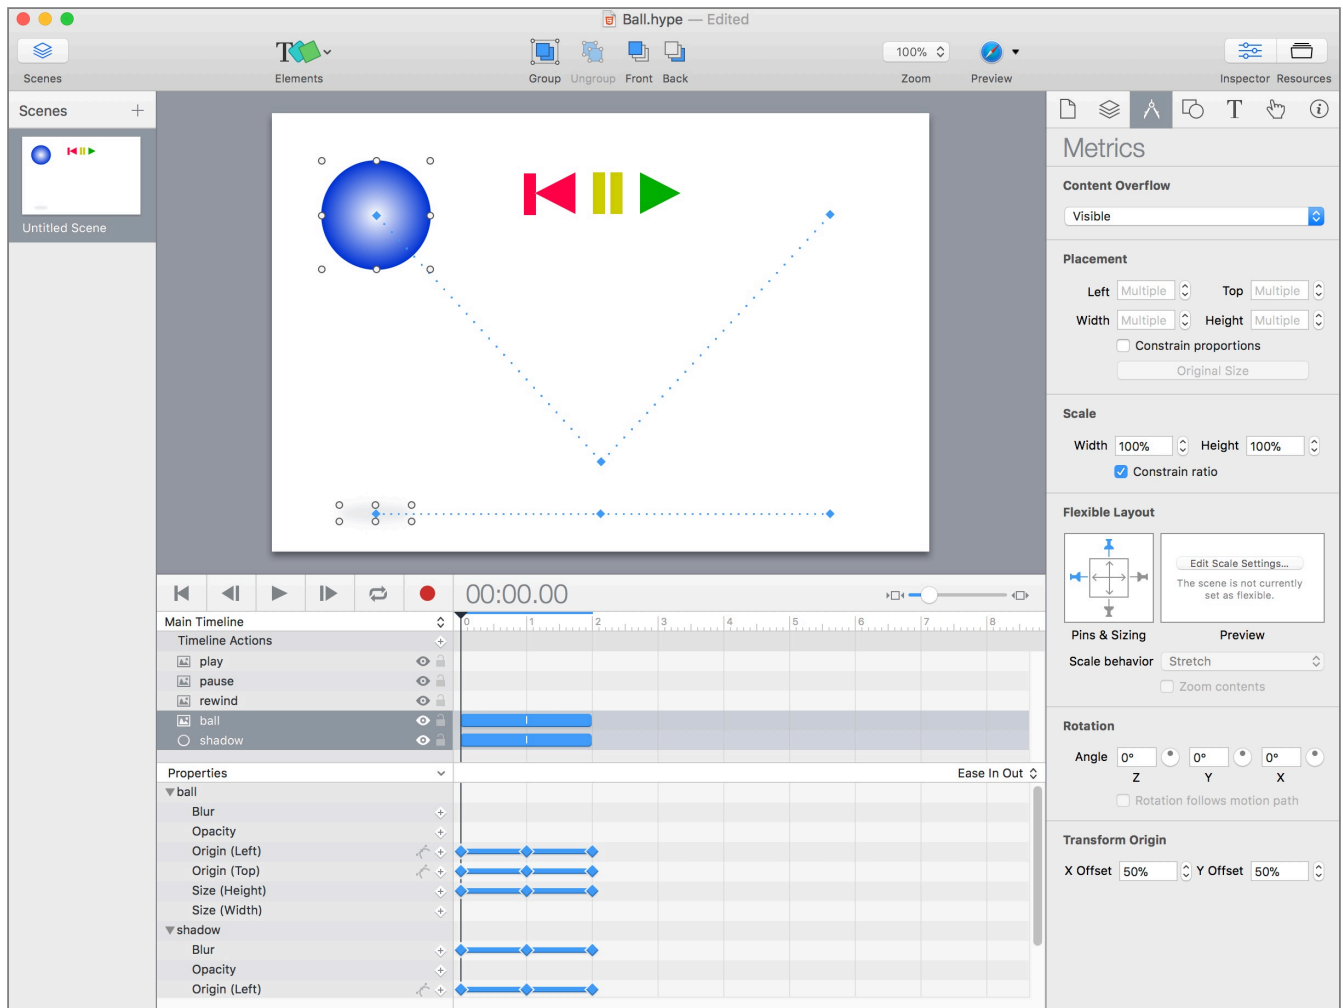 Ball.hype — Edited
Scenes
Elements
Group Ungroup Front Back
100%
Zoom
Preview
Inspector Resources
Scenes
Untitled Scene
Metrics
Content Overflow
Visible
Placement
Left Multiple Top Multiple
Width Multiple Height Multiple
Constrain proportions
Original Size
Scale
Width 100% Height 100%
Constrain ratio
Flexible Layout
Edit Scale Settings...
The scene is not currently
set as flexible.
Pins & Sizing Preview
Scale behavior Stretch
Zoom contents
Rotation
Angle 0° 0° 0°
Z Y X
Rotation follows motion path
Transform Origin
X Offset 50% Y Offset 50%
00:00.00
Main Timeline 0 1 2 3 4 5 6 7 8
Timeline Actions
play
pause
rewind
ball
shadow
Properties Ease In Out
ball
Blur
Opacity
Origin (Left)
Origin (Top)
Size (Height)
Size (Width)
shadow
Blur
Opacity
Origin (Left)